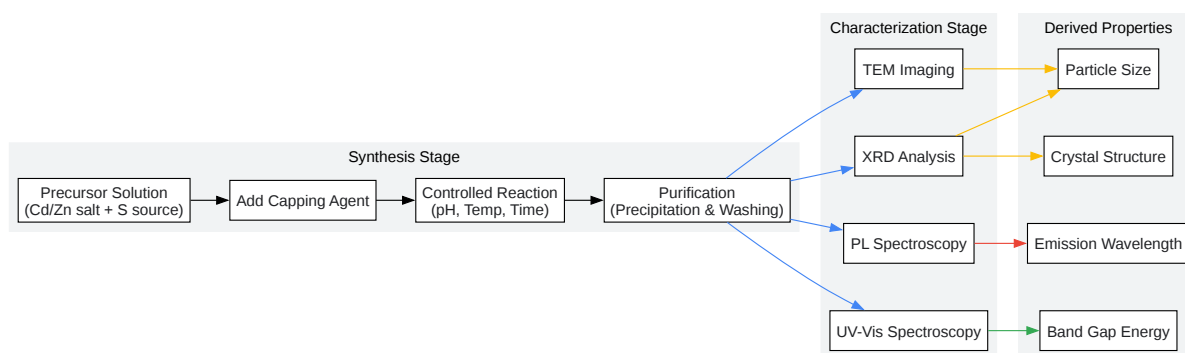 Synthesis Stage
Precursor Solution
(Cd/Zn salt + S source)
Add Capping Agent
Controlled Reaction
(pH, Temp, Time)
Purification
(Precipitation & Washing)
Characterization Stage
TEM Imaging
XRD Analysis
PL Spectroscopy
UV-Vis Spectroscopy
Derived Properties
Particle Size
Crystal Structure
Emission Wavelength
Band Gap Energy